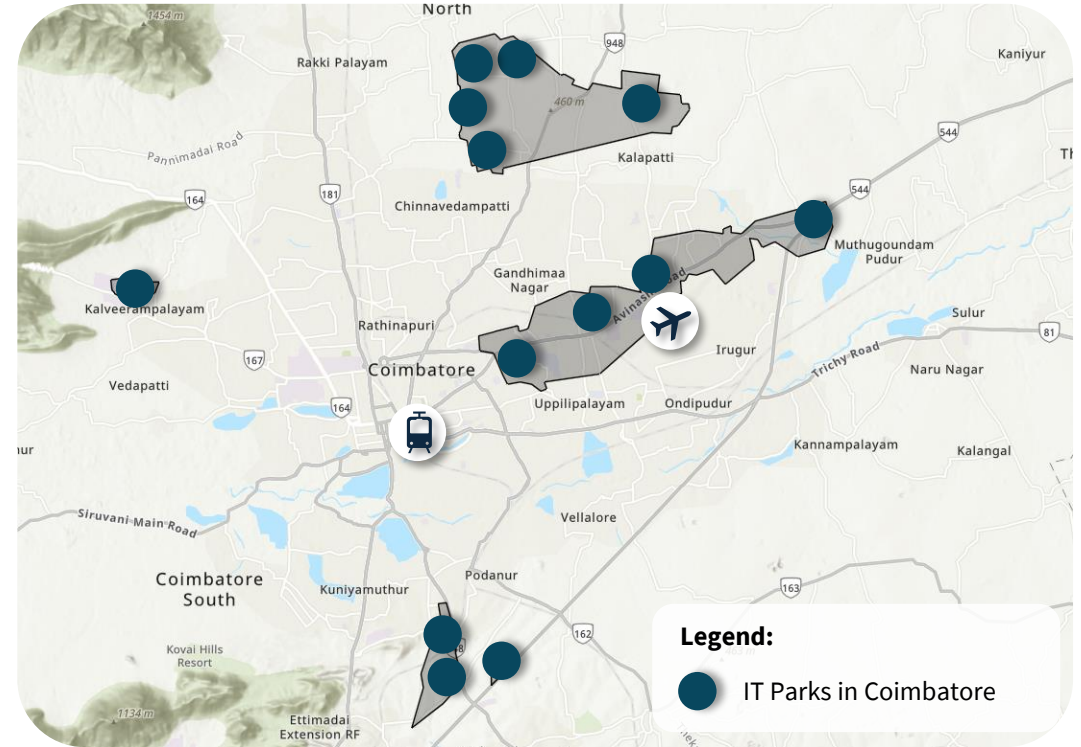 North
1454 m
948
Rakki Palayam
Kaniyur
460 m
544
Pannimadal Road
Kalapatti
Th
164
181
544
Chinnavedampatti
Muthugoundam
Pudur
Gandhimaa
Nagar
Avinashi Road
Kalveerampalayam
Rathinapuri
Sulur
81
167
Irugur
Trichy Road
Coimbatore
Naru Nagar
Vedapatti
164
Uppilipalayam
Ondipudur
Kannampalayam
Kalangal
ur
Siruvani Main Road
Vellalore
Coimbatore
South
Kuniyamuthur
Podanur
163
162
Kovai Hills
Resort
1134 m
Ettimadai
Extension RF
Legend:
IT Parks in Coimbatore